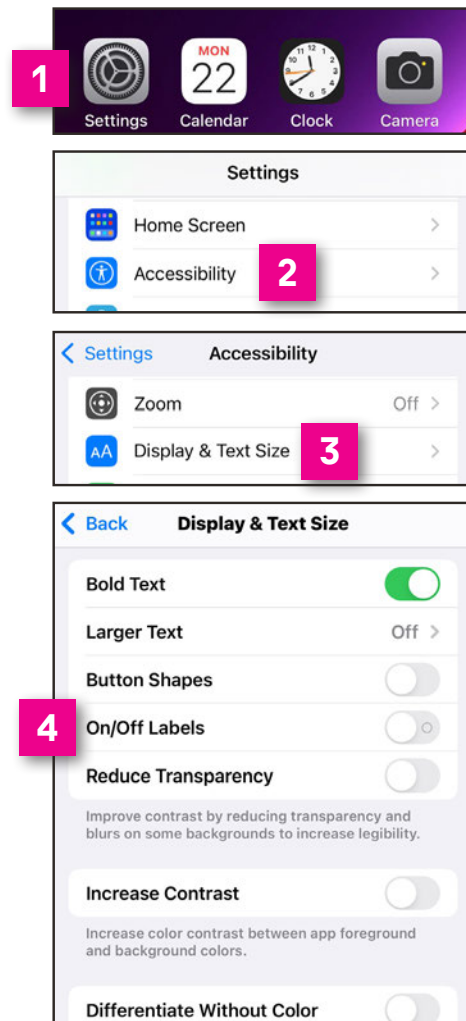 1
MON
22
12
Settings Calendar Clock Camera
Settings
Home Screen
Accessibility
2
Settings Accessibility
Zoom Off
AA Display & Text Size
3
Back Display & Text Size
Bold Text
Larger Text Off
Button Shapes
4 On/Off Labels
Reduce Transparency
Improve contrast by reducing transparency and
blurs on some backgrounds to increase legibility.
Increase Contrast
Increase color contrast between app foreground
and background colors.
Differentiate Without Color